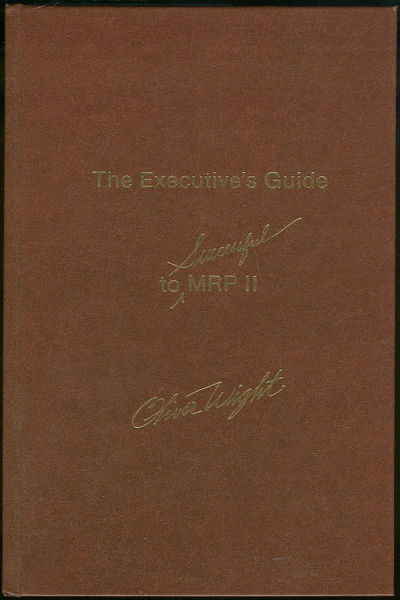 The Executive's Guide
Successful
to MRP II
Oliver Wight